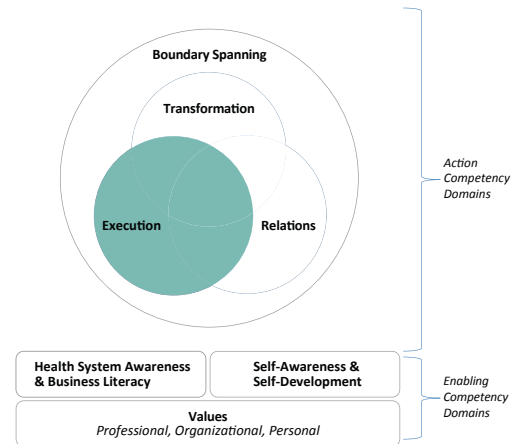 Boundary Spanning
Transformation
Action
Competency
Domains
Execution
Relations
Health System Awareness
& Business Literacy
Self-Awareness &
Self-Development
Enabling
Competency
Domains
Values
Professional, Organizational, Personal